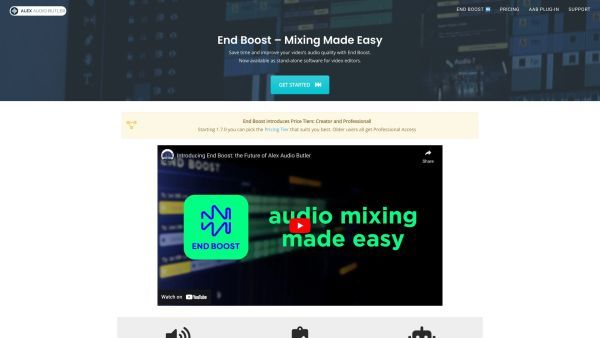 ALEX AUDIO BUTLER
END BOOST
PRICING
AAB PLUG-IN
SUPPORT
End Boost – Mixing Made Easy
Save time and improve your video's audio quality with End Boost.
Now available as stand-alone software for video editors.
GET STARTED
End Boost introduces Price Tiers: Creator and Professional!
Starting 1.7.0 you can pick the Pricing Tier that suits you best. Older users all get Professional Access
Introducing End Boost: the Future of Alex Audio Butler
Share
END BOOST
audio mixing
made easy
Watch on YouTube